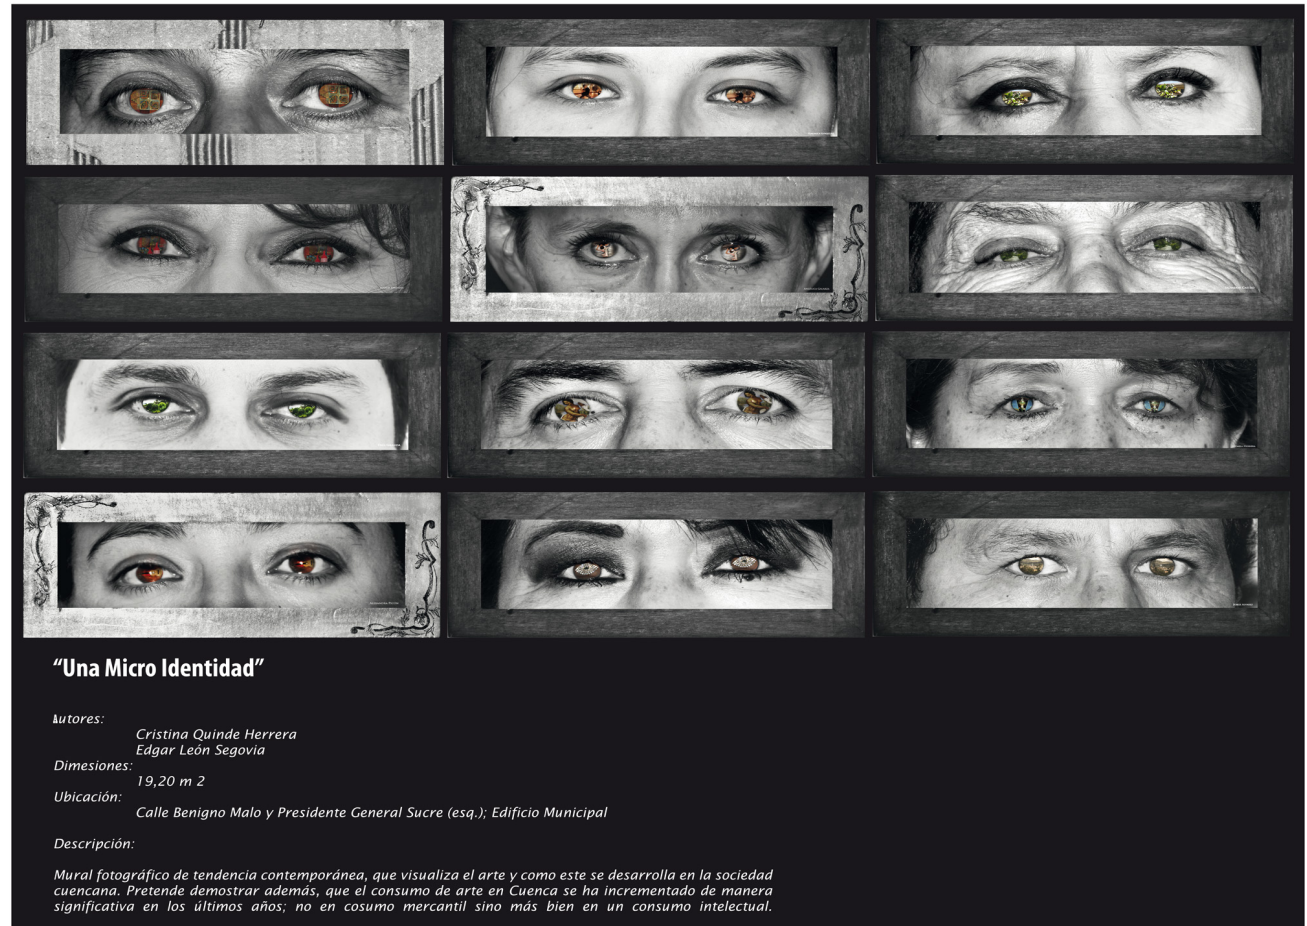 “Una Micro Identidad”
Autores:
Cristina Quinde Herrera
Edgar León Segovia
Dimesiones:
19,20 m 2
Ubicación:
Calle Benigno Malo y Presidente General Sucre (esq.); Edificio Municipal
Descripción:
Mural fotográfico de tendencia contemporánea, que visualiza el arte y como este se desarrolla en la sociedad
cuencana. Pretende demostrar además, que el consumo de arte en Cuenca se ha incrementado de manera
significativa en los últimos años; no en cosumo mercantil sino más bien en un consumo intelectual.